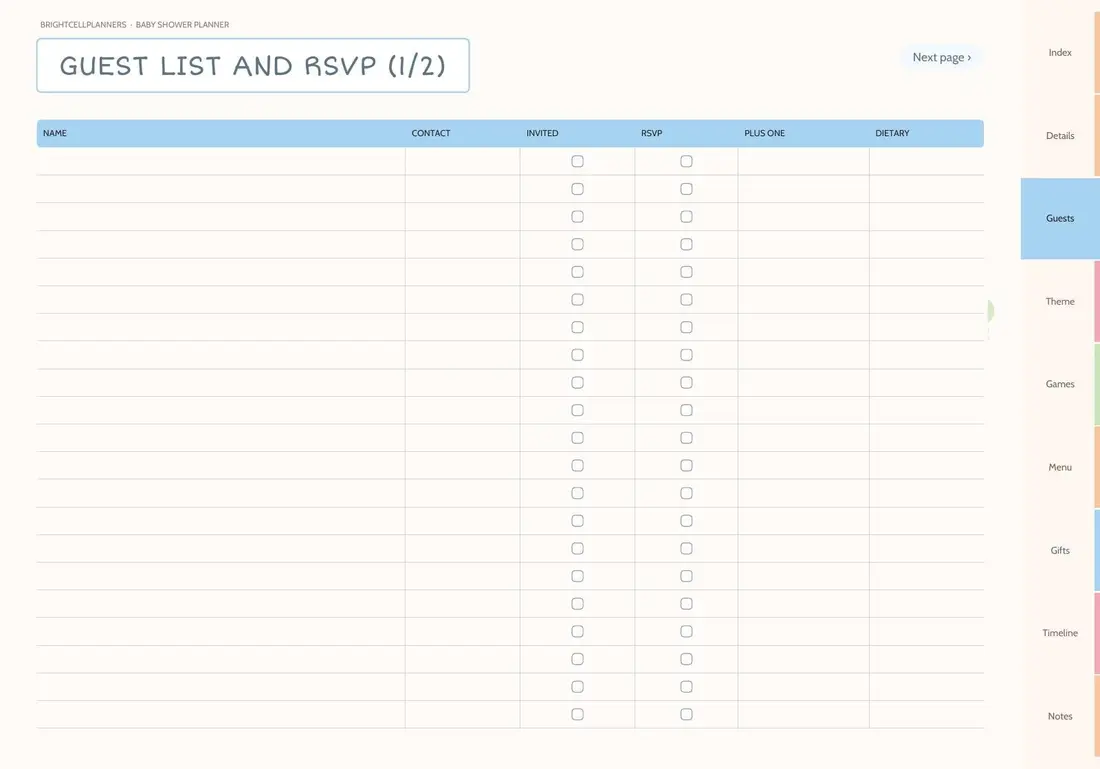 BRIGHTCELLPLANNERS · BABY SHOWER PLANNER
GUEST LIST AND RSVP (1/2)
Next page ›
NAME CONTACT INVITED RSVP PLUS ONE DIETARY
Index
Details
Guests
Theme
Games
Menu
Gifts
Timeline
Notes